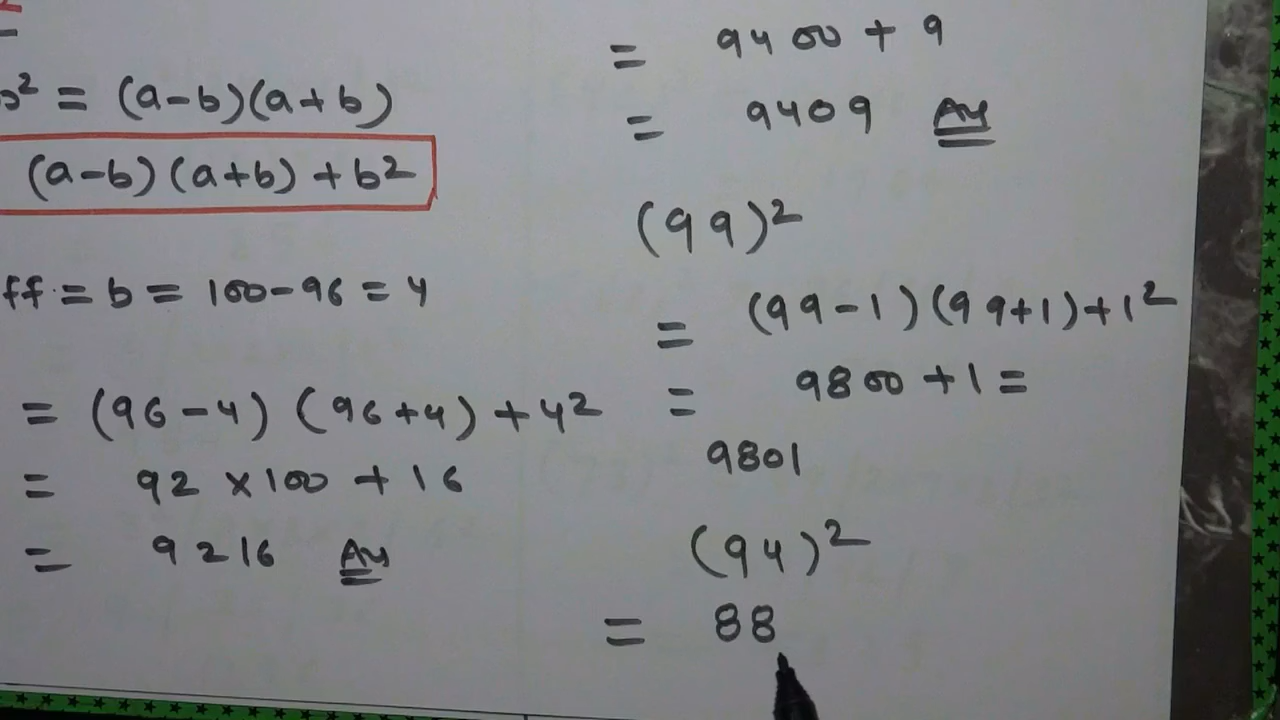 b² = (a-b)(a+b)
(a-b)(a+b)+b²
ff = b = 100-96 = 4
= (96-4) (96+4)+4²
= 92 × 100 + 16
= 9216 Ans
= 9400 + 9
= 9409 Ans
(99)²
= (99-1)(99+1)+1²
= 9800 + 1 =
9801
(94)²
= 88